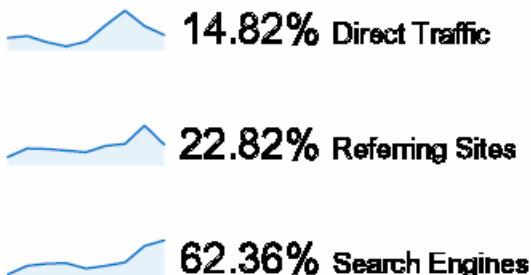 14.82% Direct Traffic
22.82% Referring Sites
62.36% Search Engines